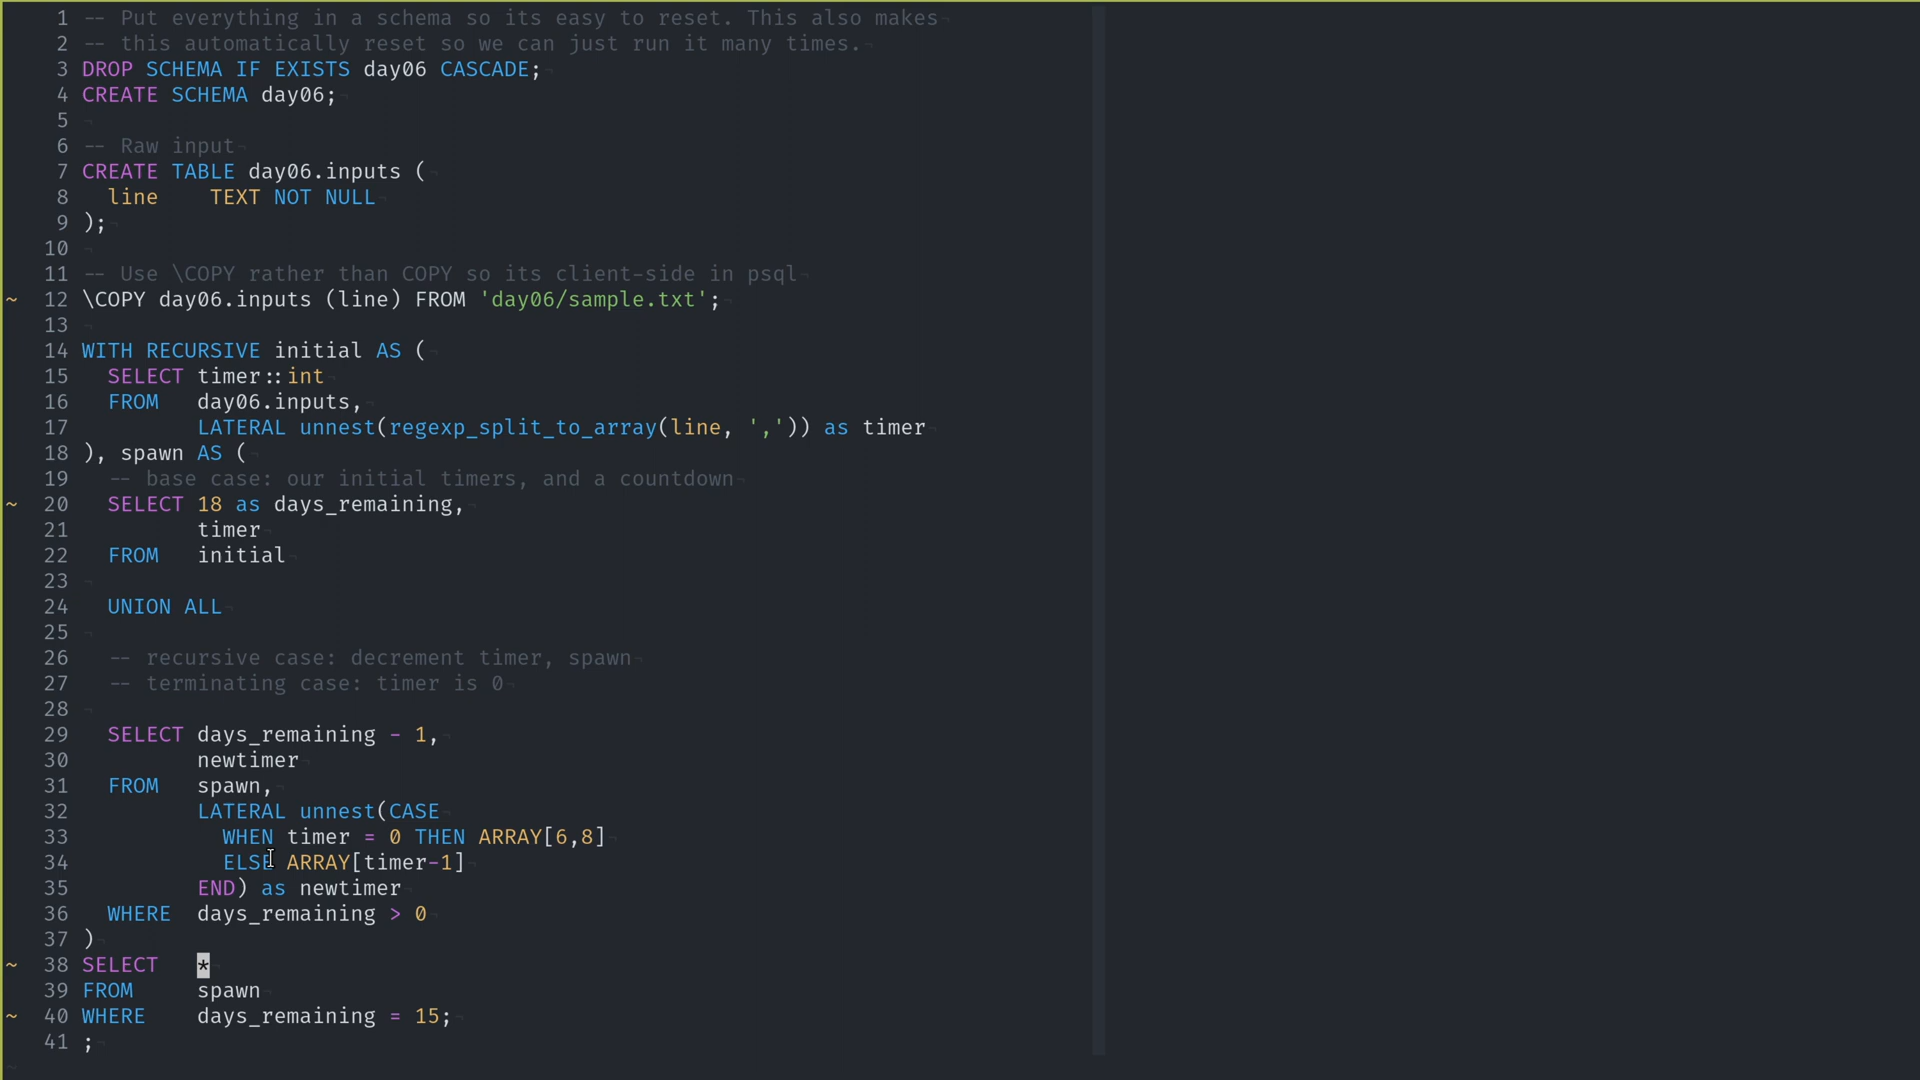 1 -- Put everything in a schema so its easy to reset. This also makes¬
2 -- this automatically reset so we can just run it many times.¬
3 DROP SCHEMA IF EXISTS day06 CASCADE;¬
4 CREATE SCHEMA day06;¬
5 ¬
6 -- Raw input¬
7 CREATE TABLE day06.inputs (¬
8   line    TEXT NOT NULL¬
9 );¬
10 ¬
11 -- Use \COPY rather than COPY so its client-side in psql¬
~ 12 \COPY day06.inputs (line) FROM 'day06/sample.txt';¬
13 ¬
14 WITH RECURSIVE initial AS (¬
15   SELECT timer::int¬
16   FROM   day06.inputs,¬
17          LATERAL unnest(regexp_split_to_array(line, ',')) as timer¬
18 ), spawn AS (¬
19   -- base case: our initial timers, and a countdown¬
~ 20   SELECT 18 as days_remaining,¬
21          timer¬
22   FROM   initial¬
23 ¬
24   UNION ALL¬
25 ¬
26   -- recursive case: decrement timer, spawn¬
27   -- terminating case: timer is 0¬
28 ¬
29   SELECT days_remaining - 1,¬
30          newtimer¬
31   FROM   spawn,¬
32          LATERAL unnest(CASE¬
33            WHEN timer = 0 THEN ARRAY[6,8]¬
34            ELSE ARRAY[timer-1]¬
35          END) as newtimer¬
36   WHERE  days_remaining > 0¬
37 )¬
~ 38 SELECT   *¬
39 FROM     spawn¬
~ 40 WHERE    days_remaining = 15;¬
41 ;¬
~